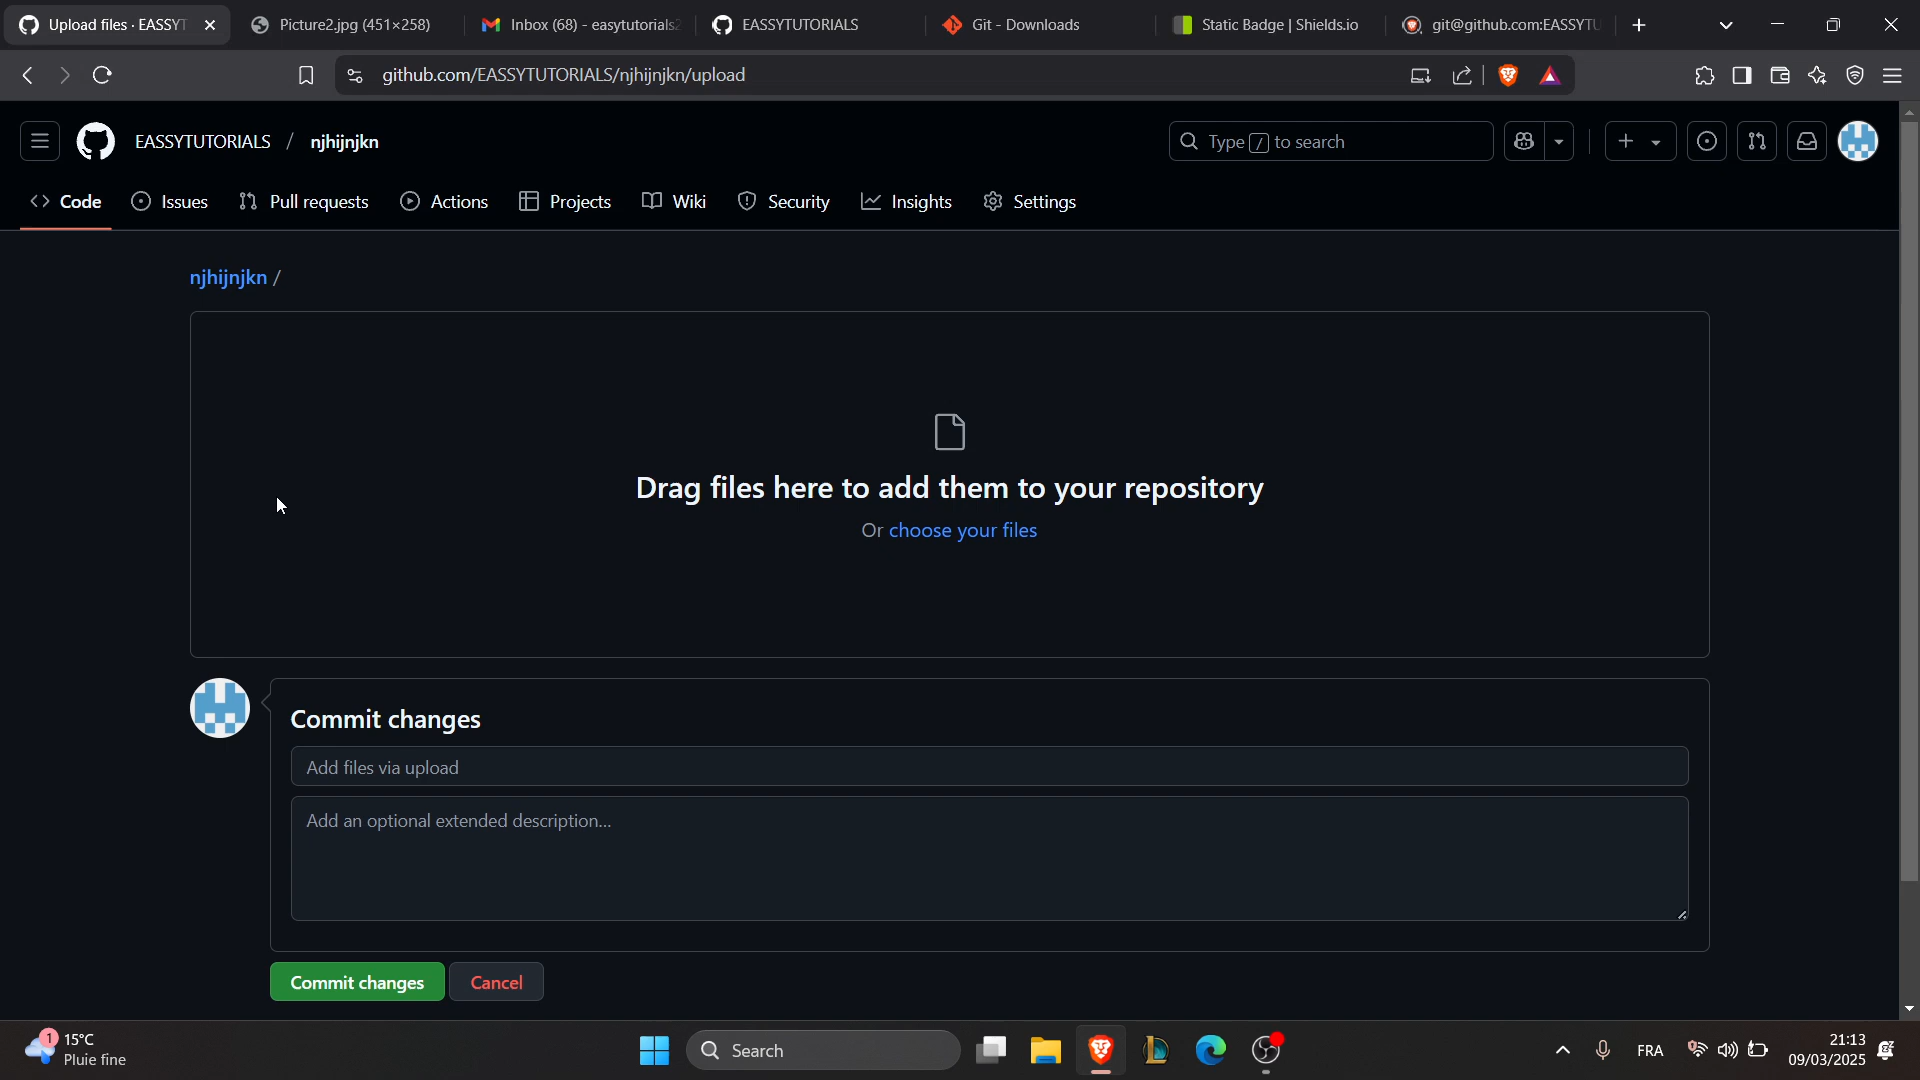 Upload files · EASSYT
Picture2.jpg (451×258)
Inbox (68) - easytutorials2
EASSYTUTORIALS
Git - Downloads
Static Badge | Shields.io
git@github.com:EASSYTU
github.com/EASSYTUTORIALS/njhijnjkn/upload
EASSYTUTORIALS / njhijnjkn
Type / to search
Code
Issues
Pull requests
Actions
Projects
Wiki
Security
Insights
Settings
njhijnjkn /
Drag files here to add them to your repository
Or choose your files
Commit changes
Add files via upload
Add an optional extended description...
Commit changes
Cancel
1
15°C
Pluie fine
Search
FRA
21:13
09/03/2025